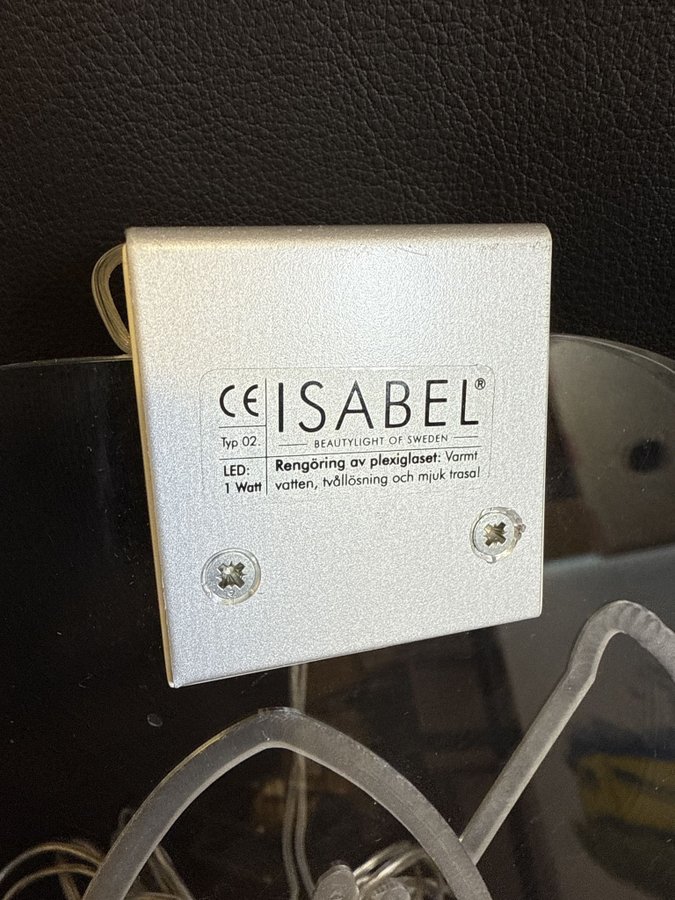 CE ISABEL®
Typ 02.
BEAUTYLIGHT OF SWEDEN
LED:
1 Watt
Rengöring av plexiglaset: Varmt
vatten, tvållösning och mjuk trasa!